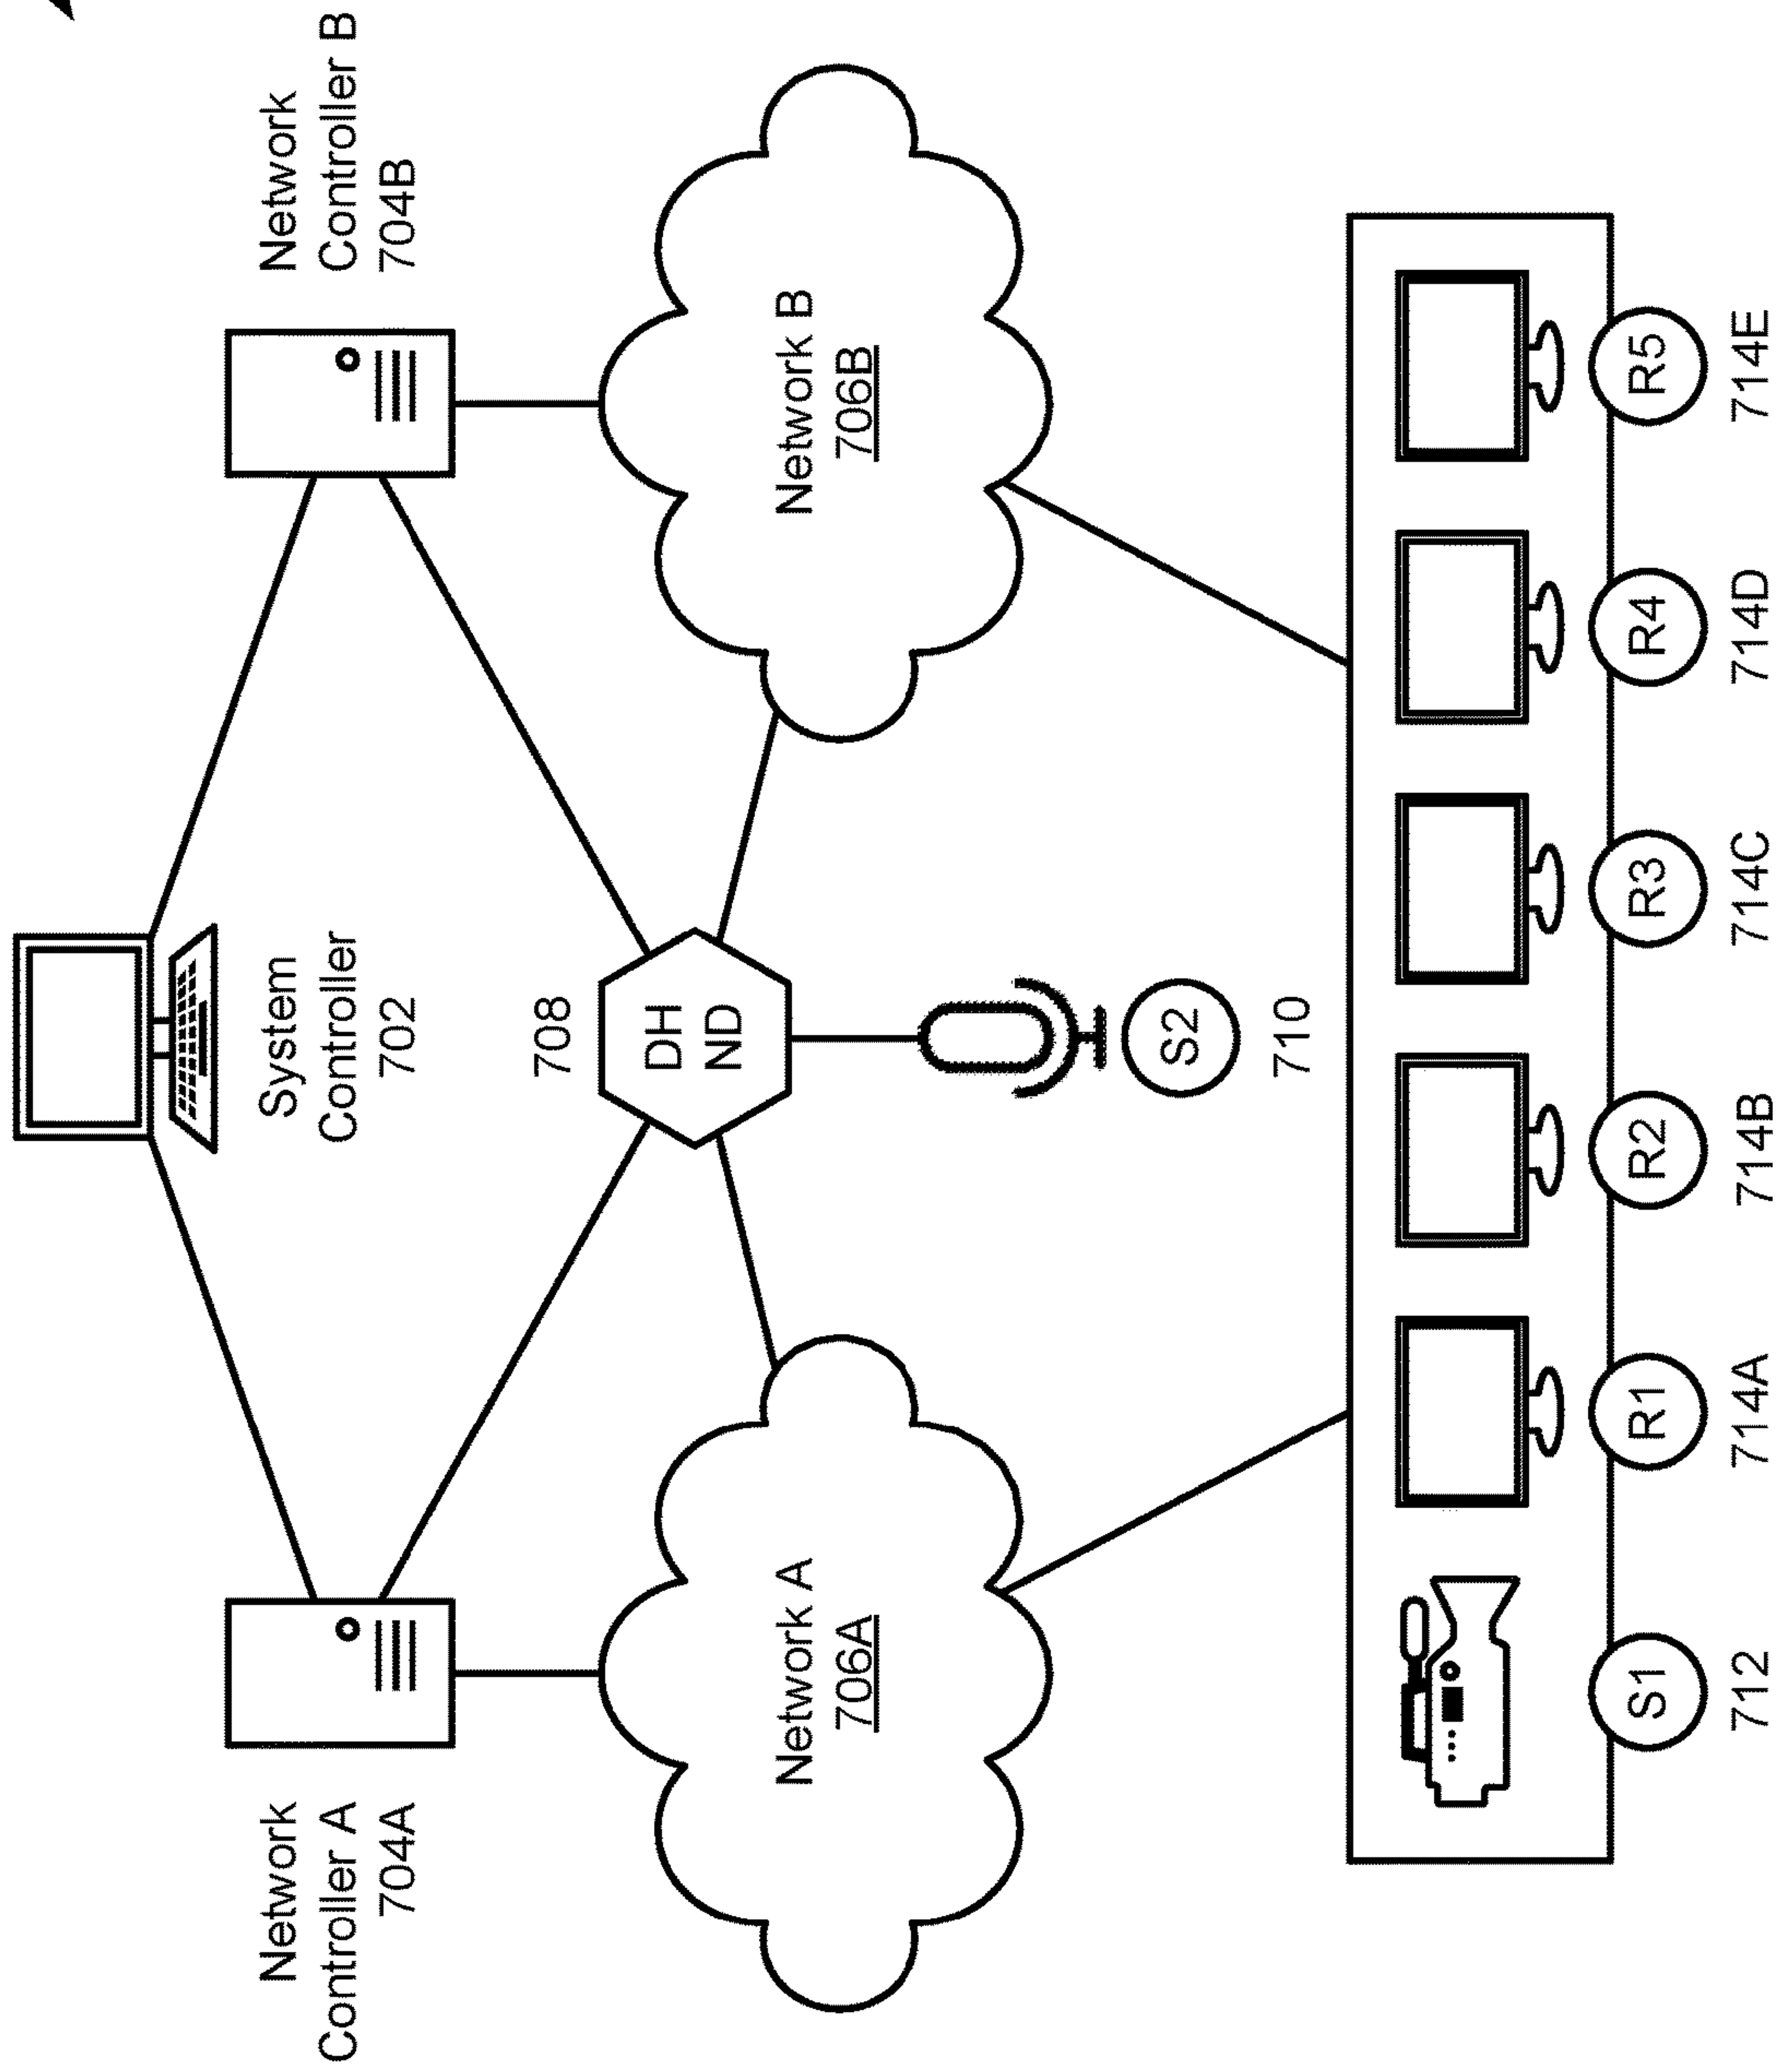 System
Controller
702
Network
Controller A
704A
Network
Controller B
704B
708
DH
ND
Network A
706A
Network B
706B
S2
710
S1
R1
R2
R3
R4
R5
712
714A
714B
714C
714D
714E